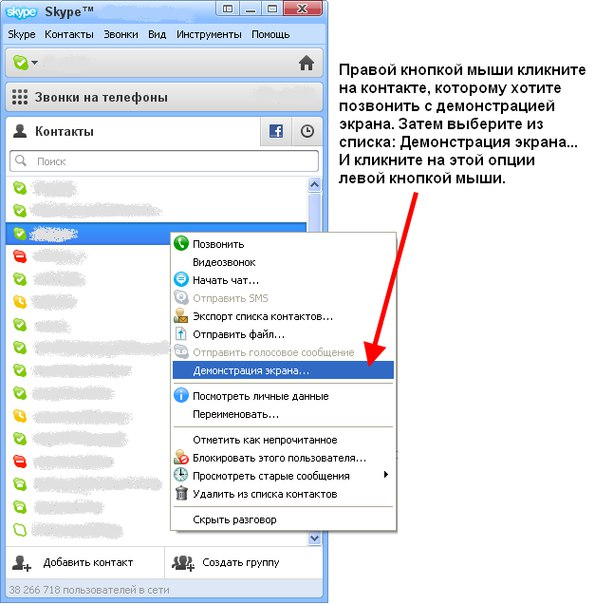 skype Skype™
Skype Контакты Звонки Вид Инструменты Помощь
Звонки на телефоны
Контакты
Поиск
Правой кнопкой мыши кликните
на контакте, которому хотите
позвонить с демонстрацией
экрана. Затем выберите из
списка: Демонстрация экрана...
И кликните на этой опции
левой кнопкой мыши.
Позвонить
Видеозвонок
Начать чат...
Отправить SMS
Экспорт списка контактов...
Отправить файл...
Отправить голосовое сообщение
Демонстрация экрана...
Посмотреть личные данные
Переименовать...
Отметить как непрочитанное
Блокировать этого пользователя...
Просмотреть старые сообщения
Удалить из списка контактов
Скрыть разговор
Добавить контакт Создать группу
38 266 718 пользователей в сети